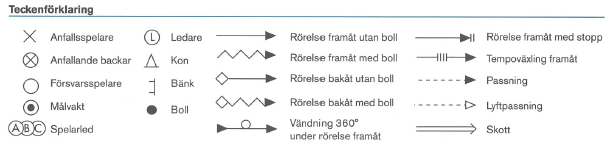 Teckenförklaring
Anfallsspelare
Anfallande backar
Försvarsspelare
Målvakt
ABC Spelarled
L Ledare
Kon
Bänk
Boll
Rörelse framåt utan boll
Rörelse framåt med boll
Rörelse bakåt utan boll
Rörelse bakåt med boll
Vändning 360°
under rörelse framåt
Rörelse framåt med stopp
Tempoväxling framåt
Passning
Lyftpassning
Skott